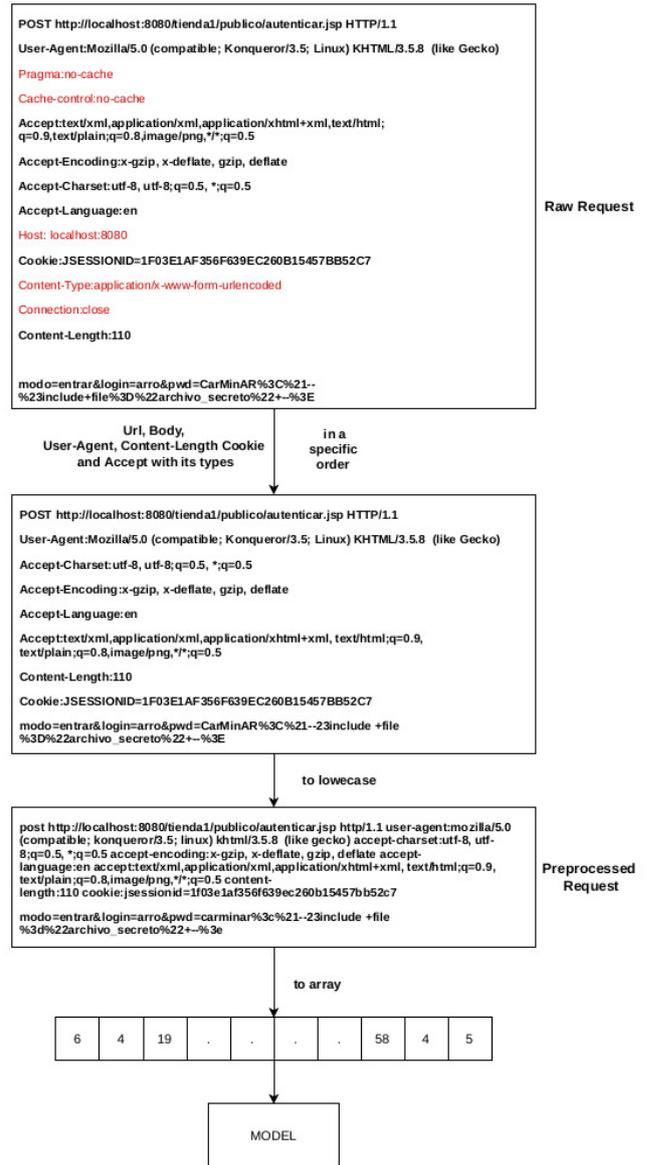 POST http://localhost:8080/tienda1/publico/autenticar.jsp HTTP/1.1
User-Agent:Mozilla/5.0 (compatible; Konqueror/3.5; Linux) KHTML/3.5.8 (like Gecko)
Pragma:no-cache
Cache-control:no-cache
Accept:text/xml,application/xml,application/xhtml+xml,text/html;
q=0.9,text/plain;q=0.8,image/png,*/*;q=0.5
Accept-Encoding:x-gzip, x-deflate, gzip, deflate
Accept-Charset:utf-8, utf-8;q=0.5, *;q=0.5
Accept-Language:en
Host: localhost:8080
Cookie:JSESSIONID=1F03E1AF356F639EC260B15457BB52C7
Content-Type:application/x-www-form-urlencoded
Connection:close
Content-Length:110
modo=entrar&login=arro&pwd=CarMinAR%3C%21--
%23include+file%3D%22archivo_secreto%22+--%3E
Raw Request
Url, Body,
User-Agent, Content-Length Cookie
and Accept with its types
in a
specific
order
POST http://localhost:8080/tienda1/publico/autenticar.jsp HTTP/1.1
User-Agent:Mozilla/5.0 (compatible; Konqueror/3.5; Linux) KHTML/3.5.8 (like Gecko)
Accept-Charset:utf-8, utf-8;q=0.5, *;q=0.5
Accept-Encoding:x-gzip, x-deflate, gzip, deflate
Accept-Language:en
Accept:text/xml,application/xml,application/xhtml+xml, text/html;q=0.9,
text/plain;q=0.8,image/png,*/*;q=0.5
Content-Length:110
Cookie:JSESSIONID=1F03E1AF356F639EC260B15457BB52C7
modo=entrar&login=arro&pwd=CarMinAR%3C%21--23include +file
%3D%22archivo_secreto%22+--%3E
to lowecase
post http://localhost:8080/tienda1/publico/autenticar.jsp http/1.1 user-agent:mozilla/5.0
(compatible; konqueror/3.5; linux) khtml/3.5.8 (like gecko) accept-charset:utf-8, utf-
8;q=0.5, *;q=0.5 accept-encoding:x-gzip, x-deflate, gzip, deflate accept-
language:en accept:text/xml,application/xml,application/xhtml+xml, text/html;q=0.9,
text/plain;q=0.8,image/png,*/*;q=0.5 content-
length:110 cookie:jsessionid=1f03e1af356f639ec260b15457bb52c7
modo=entrar&login=arro&pwd=carminar%3c%21--23include +file
%3d%22archivo_secreto%22+--%3e
Preprocessed
Request
to array
6 4 19 . . . . 58 4 5
MODEL